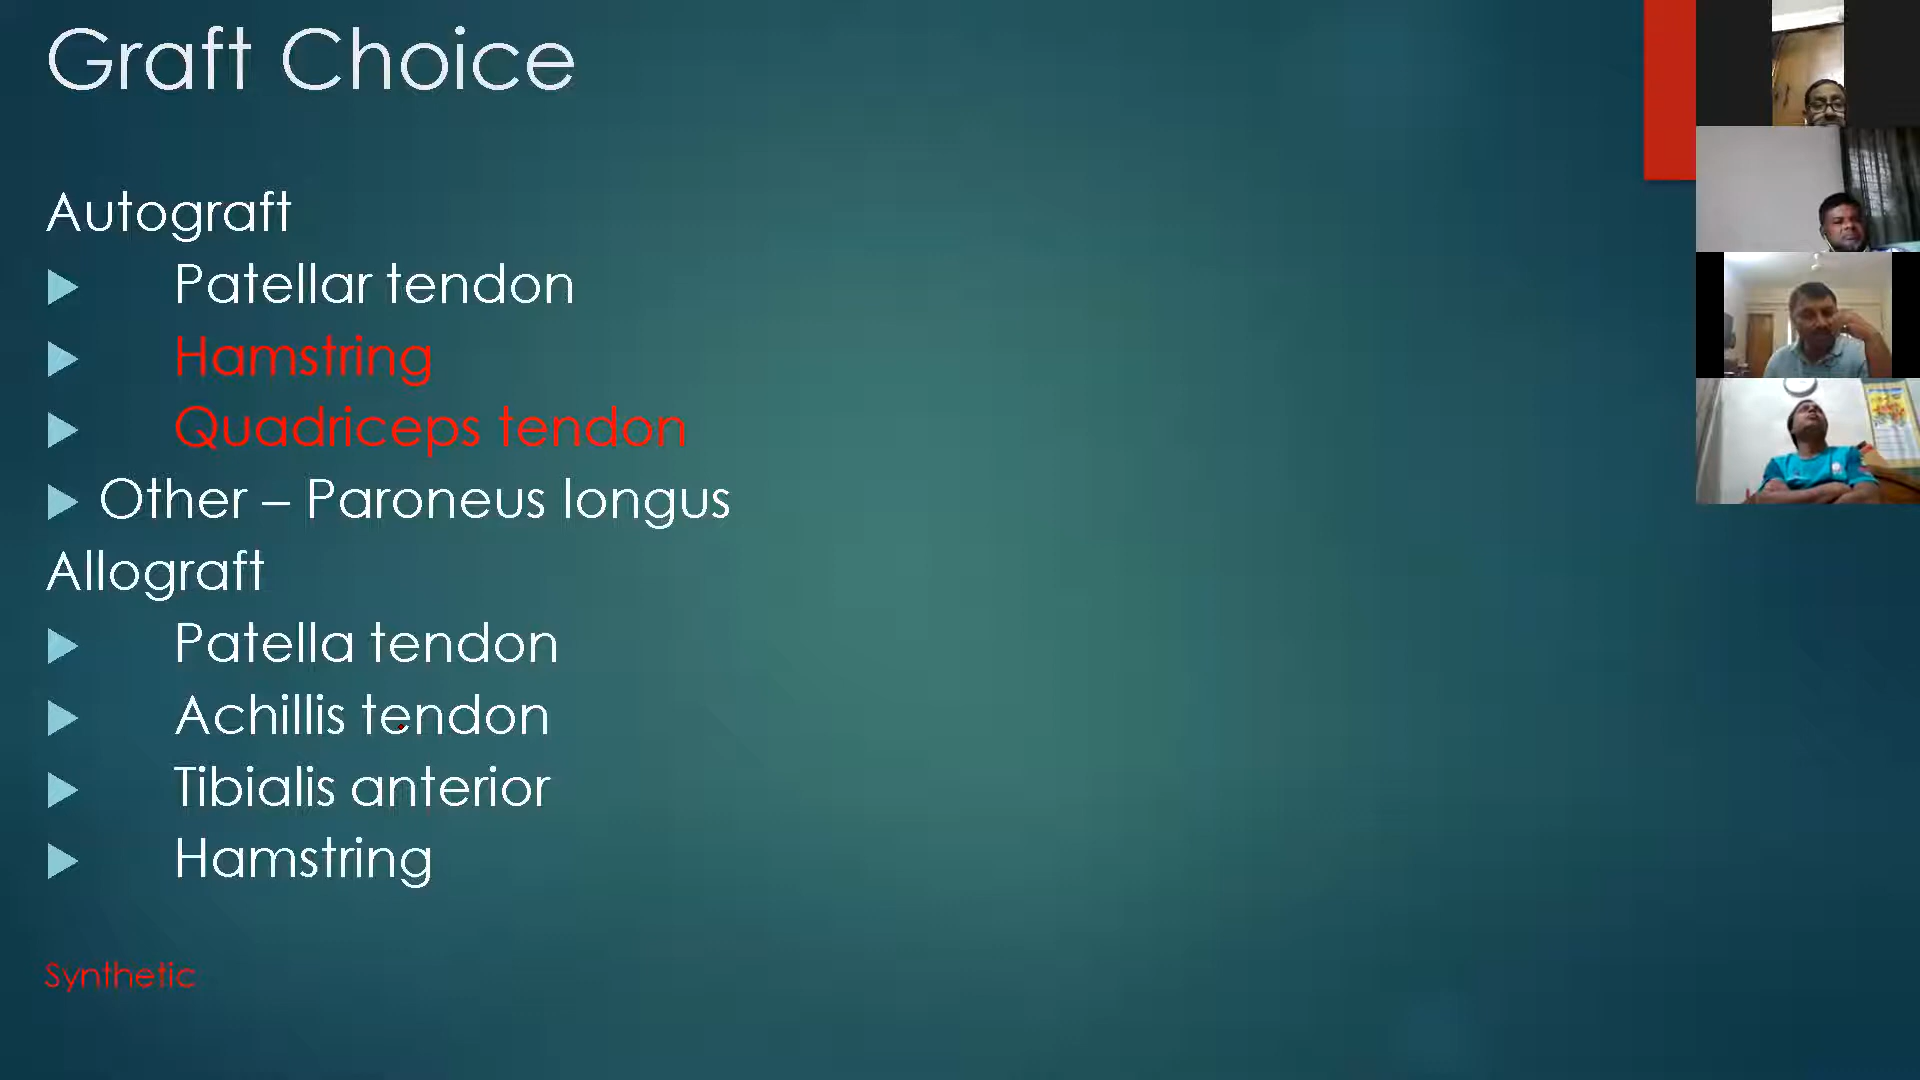 Graft Choice
Autograft
Patellar tendon
Hamstring
Quadriceps tendon
Other – Paroneus longus
Allograft
Patella tendon
Achillis tendon
Tibialis anterior
Hamstring
Synthetic